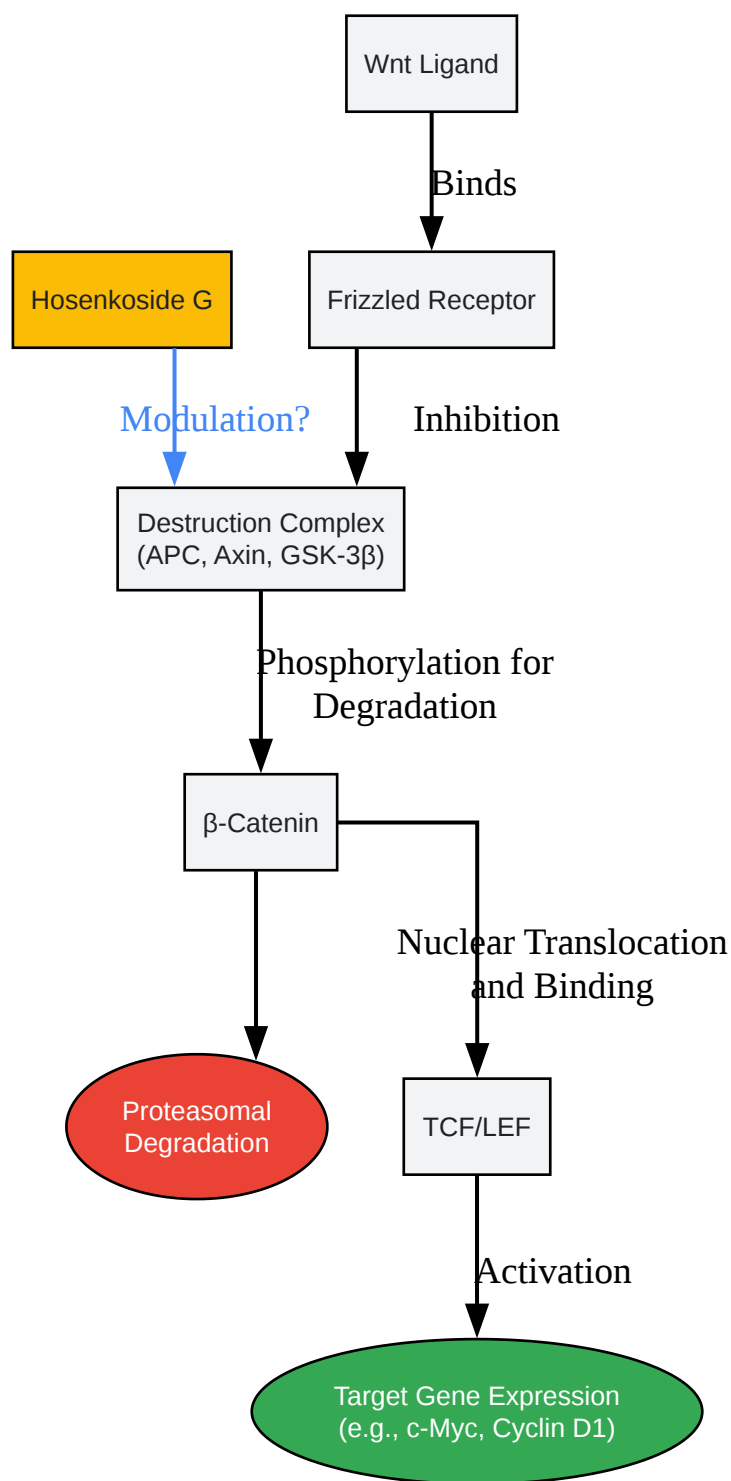 Wnt Ligand
Binds
Hosenkoside G
Frizzled Receptor
Modulation?
Inhibition
Destruction Complex
(APC, Axin, GSK-3β)
Phosphorylation for
Degradation
β-Catenin
Nuclear Translocation
and Binding
Proteasomal
Degradation
TCF/LEF
Activation
Target Gene Expression
(e.g., c-Myc, Cyclin D1)